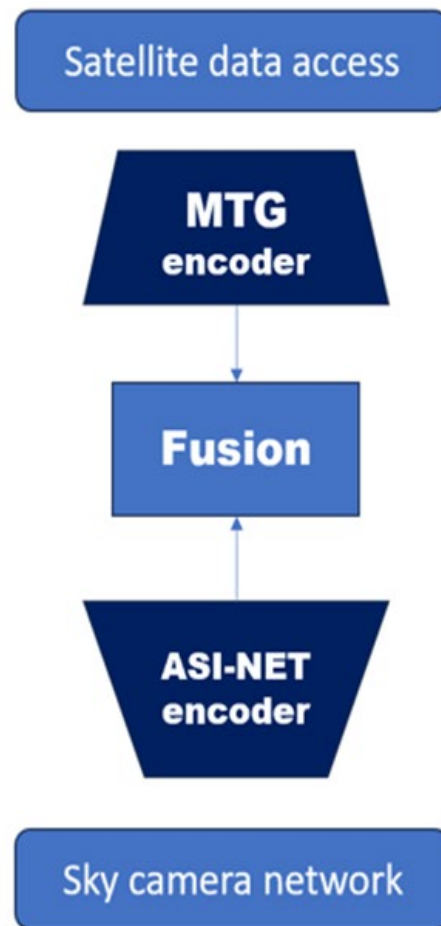 Satellite data access
MTG
encoder
Fusion
ASI-NET
encoder
Sky camera network